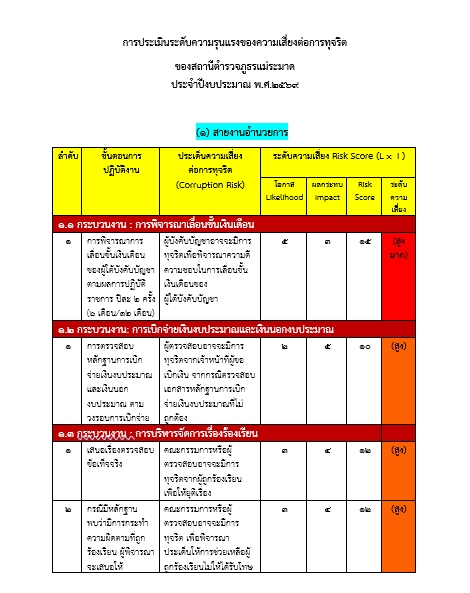 การประเมินระดับความรุนแรงของความเสี่ยงต่อการทุจริต
ของสถานีตำรวจภูธรแม่ระมาด
ประจำปีงบประมาณ พ.ศ.๒๕๖๙
(๑) สายงานอำนวยการ
ลำดับ
ขั้นตอนการ
ปฏิบัติงาน
ประเด็นความเสี่ยง
ต่อการทุจริต
(Corruption Risk)
ระดับความเสี่ยง Risk Score (L x I )
โอกาส
Likelihood
ผลกระทบ
Impact
Risk
Score
ระดับ
ความ
เสี่ยง
๑.๑ กระบวนงาน : การพิจารณาเลื่อนขั้นเงินเดือน
๑
การพิจารณาการ
เลื่อนขั้นเงินเดือน
ของผู้ใต้บังคับบัญชา
ตามผลการปฏิบัติ
ราชการ ปีละ ๒ ครั้ง
(๖ เดือน/๑๒ เดือน)
ผู้บังคับบัญชาอาจจะมีการ
ทุจริตเพื่อพิจารณาความดี
ความชอบในการเลื่อนขั้น
เงินเดือนของ
ผู้ใต้บังคับบัญชา
๕
๓
๑๕
(สูง
มาก)
๑.๒ กระบวนงาน: การเบิกจ่ายเงินงบประมาณและเงินนอกงบประมาณ
๑
การตรวจสอบ
หลักฐานการเบิก
จ่ายเงินงบประมาณ
และเงินนอก
งบประมาณ ตาม
วงรอบการเบิกจ่าย
ผู้ตรวจสอบอาจจะมีการ
ทุจริตจากเจ้าหน้าที่ผู้ขอ
เบิกเงิน จากกรณีตรวจสอบ
เอกสารหลักฐานการเบิก
จ่ายเงินงบประมาณที่ไม่
ถูกต้อง
๒
๕
๑๐
(สูง)
๑.๓ กระบวนงาน : การบริหารจัดการเรื่องร้องเรียน
๑
เสนอเรื่องตรวจสอบ
ข้อเท็จจริง
คณะกรรมการหรือผู้
ตรวจสอบอาจจะมีการ
ทุจริตจากผู้ถูกร้องเรียน
เพื่อให้ยุติเรื่อง
๓
๔
๑๒
(สูง)
๒
กรณีมีหลักฐาน
พบว่ามีการกระทำ
ความผิดตามที่ถูก
ร้องเรียน ผู้พิจารณา
จะเสนอให้
คณะกรรมการหรือผู้
ตรวจสอบอาจจะมีการ
ทุจริต เพื่อพิจารณา
ประเด็นให้การช่วยเหลือผู้
ถูกร้องเรียนไม่ให้ได้รับโทษ
๓
๔
๑๒
(สูง)